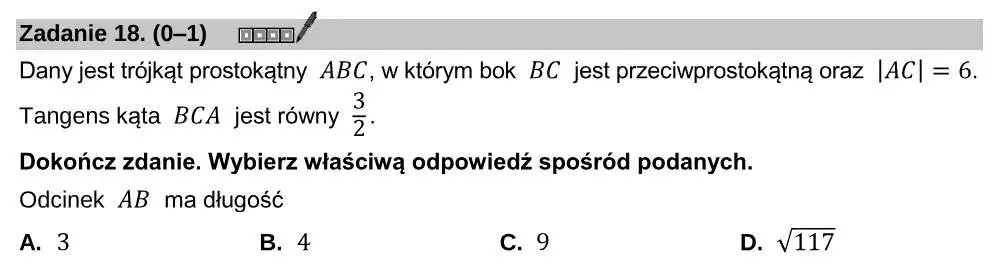 Zadanie 18. (0–1)
Dany jest trójkąt prostokątny ABC, w którym bok BC jest przeciwprostokątną oraz |AC| = 6.
Tangens kąta BCA jest równy 3/2.
Dokończ zdanie. Wybierz właściwą odpowiedź spośród podanych.
Odcinek AB ma długość
A. 3 B. 4 C. 9 D. √117